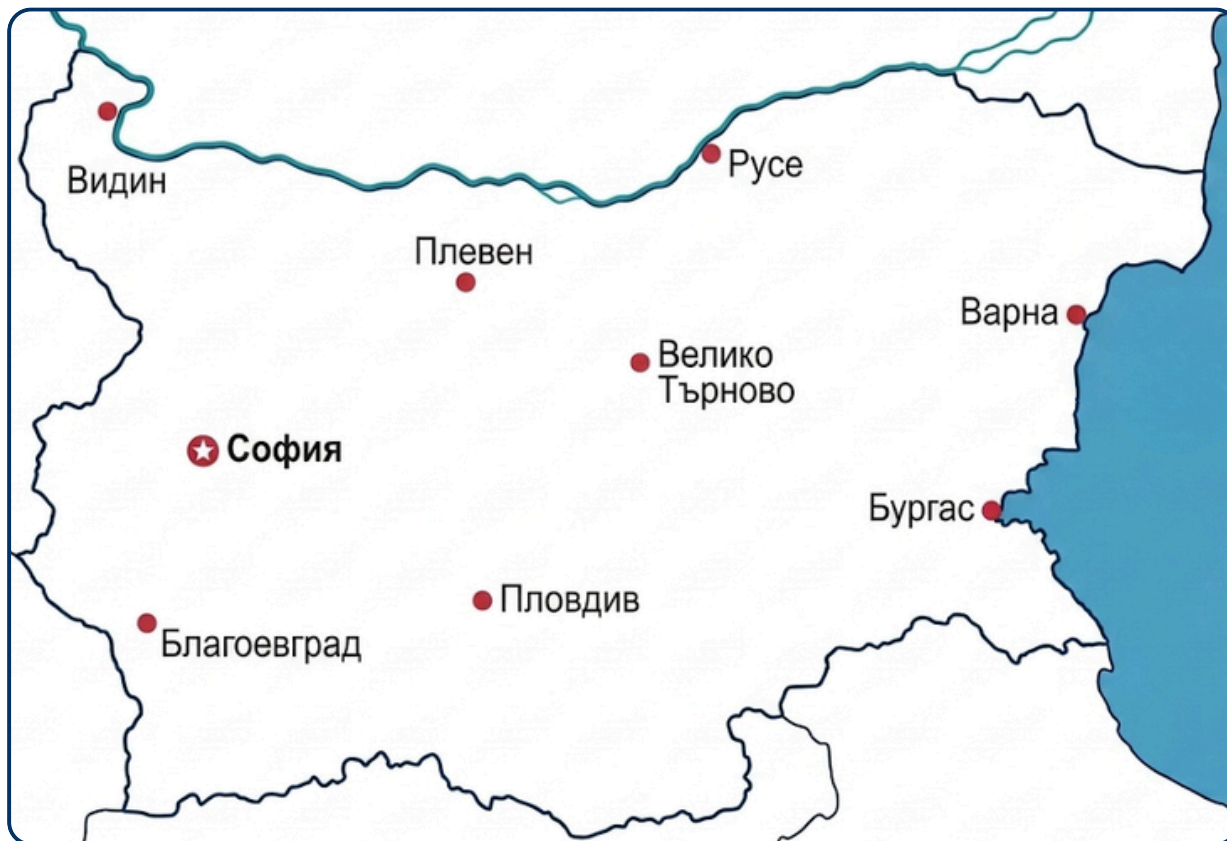 Видин
Русе
Плевен
Варна
Велико
Търново
София
Бургас
Пловдив
Благоевград